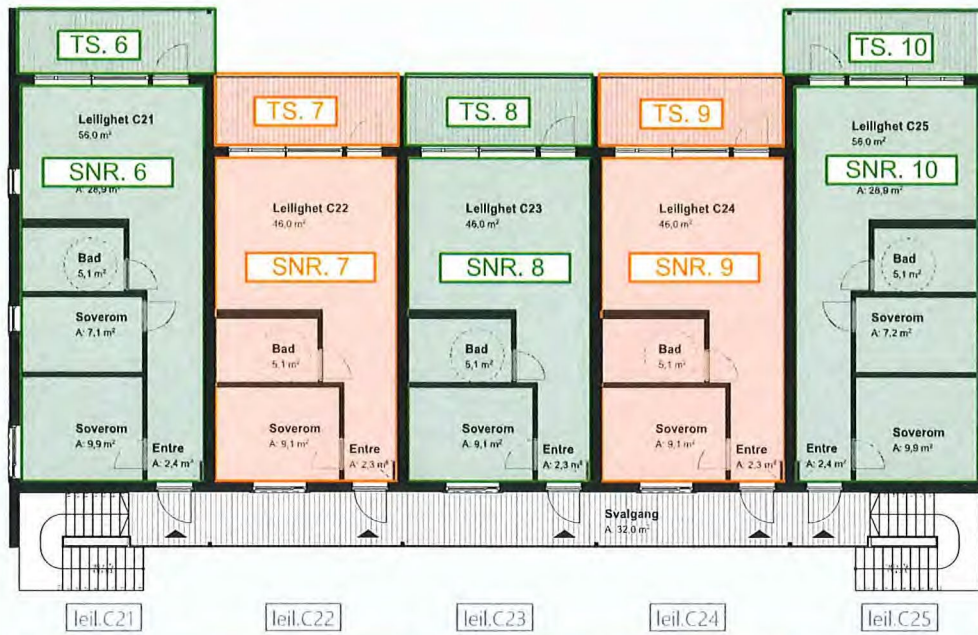 TS. 6
TS. 7
TS. 8
TS. 9
TS. 10
Leilighet C21
56,0 m²
SNR. 6
A: 28,9 m²
Bad
5,1 m²
Soverom
A: 7,1 m²
Soverom
A: 9,9 m²
Entre
A: 2,4 m²
Leilighet C22
46,0 m²
SNR. 7
Bad
5,1 m²
Soverom
A: 9,1 m²
Entre
A: 2,3 m²
Leilighet C23
46,0 m²
SNR. 8
Bad
5,1 m²
Soverom
A: 9,1 m²
Entre
A: 2,3 m²
Leilighet C24
46,0 m²
SNR. 9
Bad
5,1 m²
Soverom
A: 9,1 m²
Entre
A: 2,3 m²
Leilighet C25
56,0 m²
SNR. 10
A: 28,9 m²
Bad
5,1 m²
Soverom
A: 7,2 m²
Soverom
A: 9,9 m²
Entre
A: 2,4 m²
Svalgang
A: 32,0 m²
leil.C21
leil.C22
leil.C23
leil.C24
leil.C25